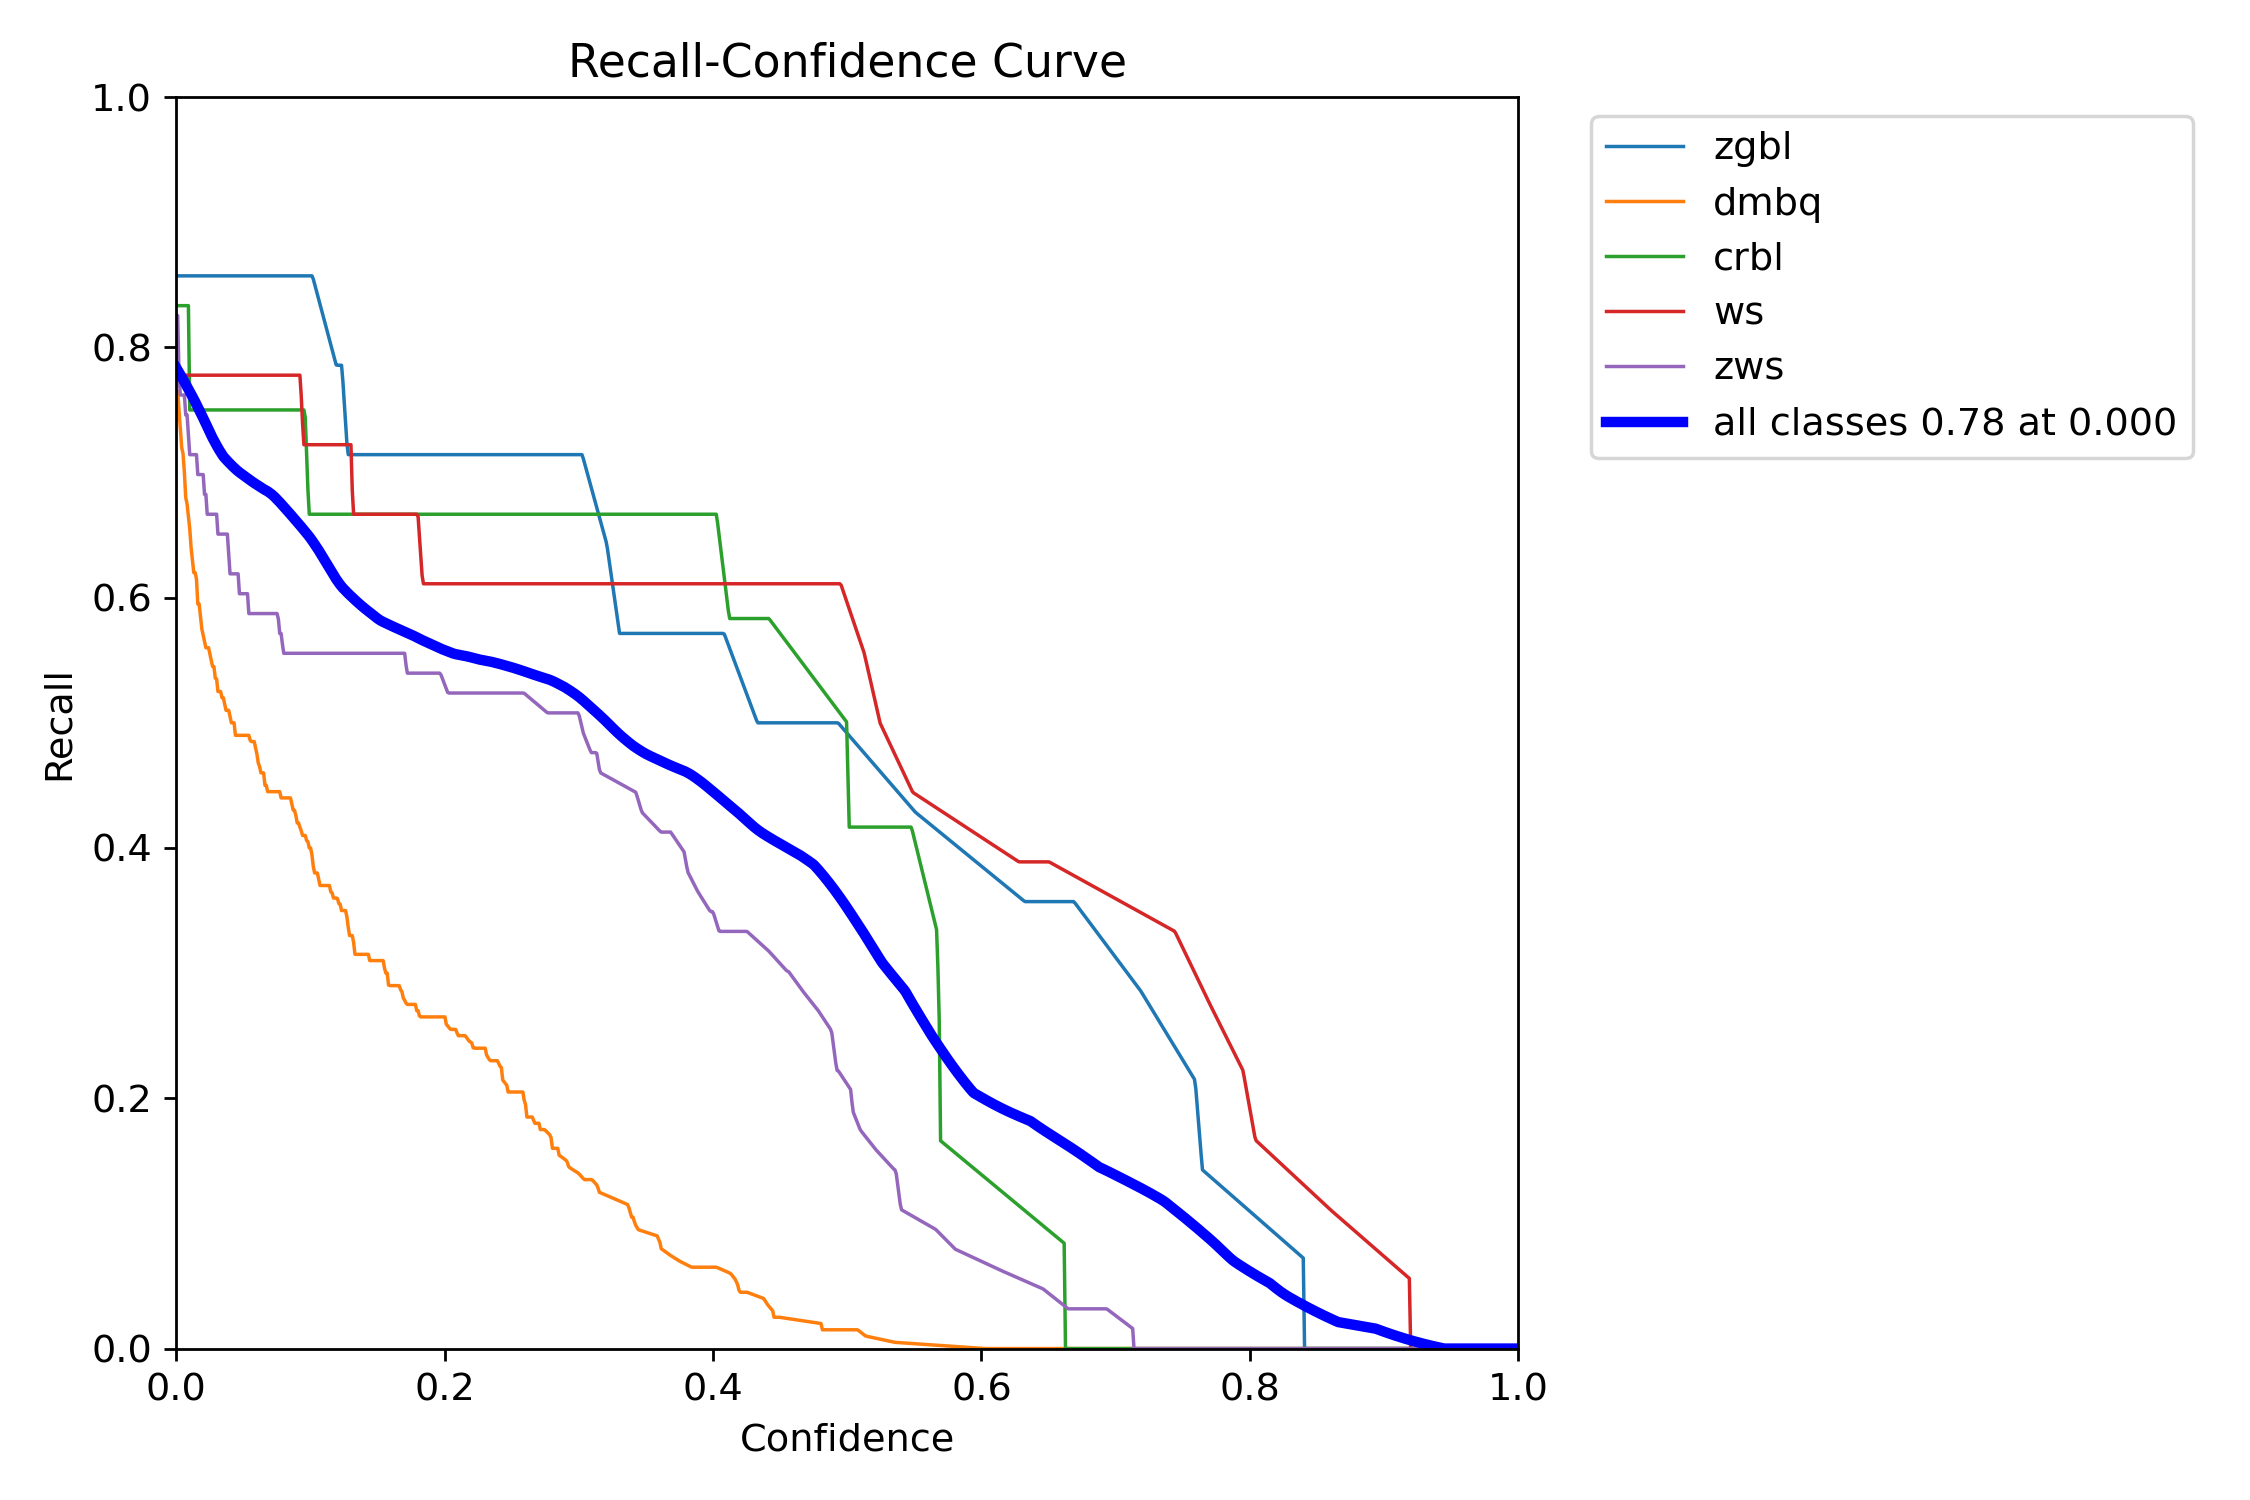 Recall-Confidence Curve
1.0
0.8
0.6
0.4
0.2
0.0
Recall
0.0 0.2 0.4 0.6 0.8 1.0
Confidence
zgbl
dmbq
crbl
ws
zws
all classes 0.78 at 0.000